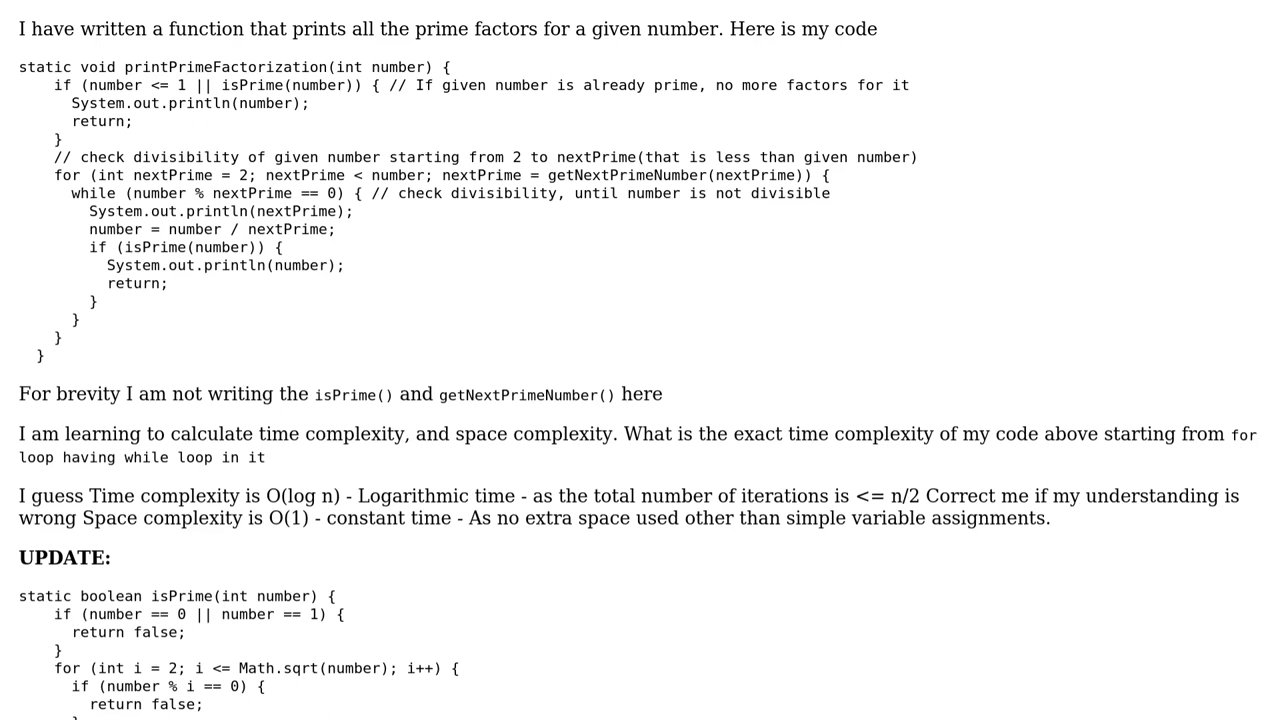 I have written a function that prints all the prime factors for a given number. Here is my code
static void printPrimeFactorization(int number) {
    if (number <= 1 || isPrime(number)) { // If given number is already prime, no more factors for it
      System.out.println(number);
      return;
    }
    // check divisibility of given number starting from 2 to nextPrime(that is less than given number)
    for (int nextPrime = 2; nextPrime < number; nextPrime = getNextPrimeNumber(nextPrime)) {
      while (number % nextPrime == 0) { // check divisibility, until number is not divisible
        System.out.println(nextPrime);
        number = number / nextPrime;
        if (isPrime(number)) {
          System.out.println(number);
          return;
        }
      }
    }
  }
For brevity I am not writing the isPrime() and getNextPrimeNumber() here
I am learning to calculate time complexity, and space complexity. What is the exact time complexity of my code above starting from for
loop having while loop in it
I guess Time complexity is O(log n) - Logarithmic time - as the total number of iterations is <= n/2 Correct me if my understanding is
wrong Space complexity is O(1) - constant time - As no extra space used other than simple variable assignments.
UPDATE:
static boolean isPrime(int number) {
    if (number == 0 || number == 1) {
      return false;
    }
    for (int i = 2; i <= Math.sqrt(number); i++) {
      if (number % i == 0) {
        return false;
      }